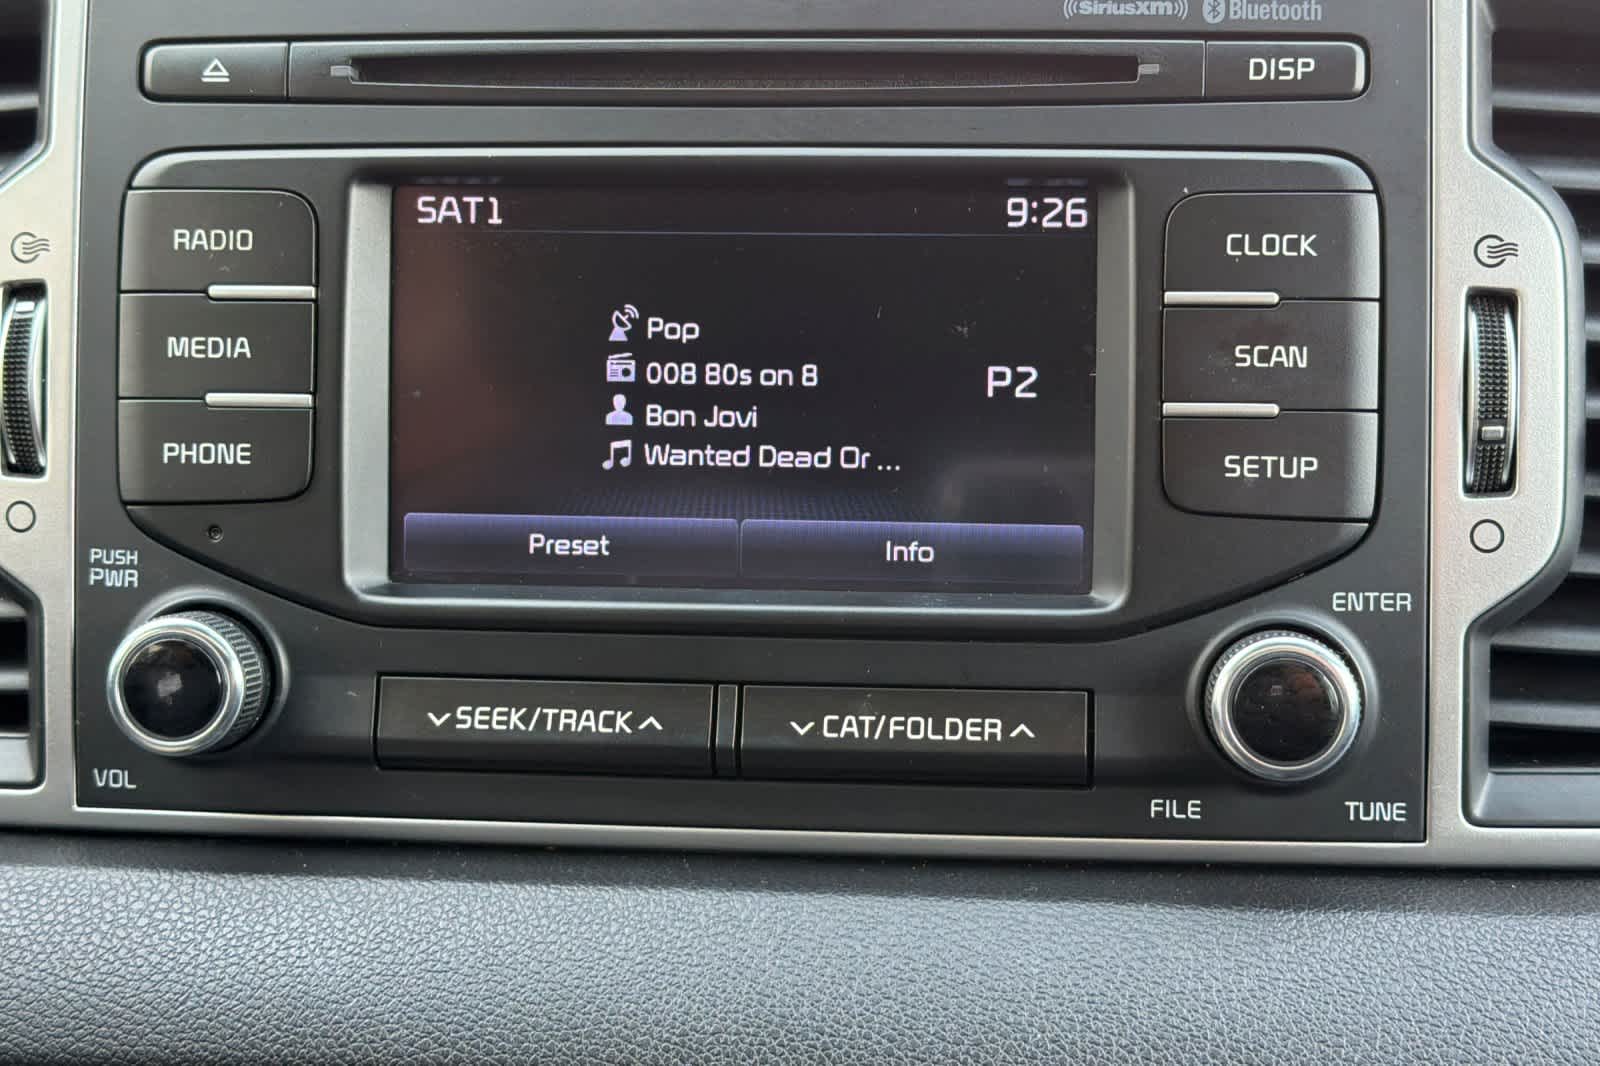 SiriusXM Bluetooth
DISP
SAT1 9:26
RADIO
MEDIA
PHONE
Pop
008 80s on 8
Bon Jovi
Wanted Dead Or ...
P2
Preset Info
CLOCK
SCAN
SETUP
PUSH
PWR
VOL
SEEK/TRACK
CAT/FOLDER
ENTER
FILE
TUNE